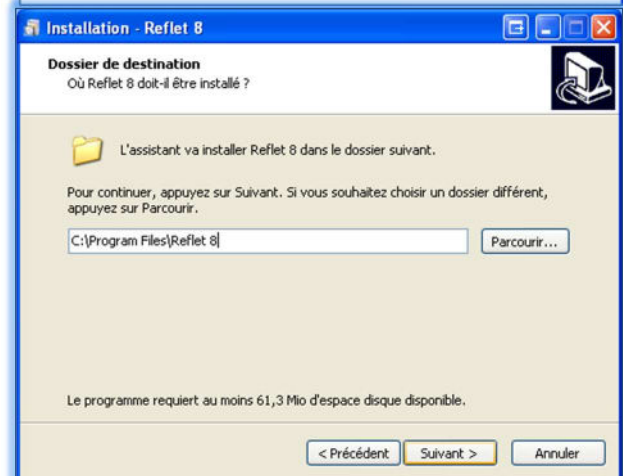 Installation - Reflet 8
Dossier de destination
Où Reflet 8 doit-il être installé ?
L'assistant va installer Reflet 8 dans le dossier suivant.
Pour continuer, appuyez sur Suivant. Si vous souhaitez choisir un dossier différent,
appuyez sur Parcourir.
C:\Program Files\Reflet 8
Parcourir...
Le programme requiert au moins 61,3 Mio d'espace disque disponible.
< Précédent Suivant > Annuler